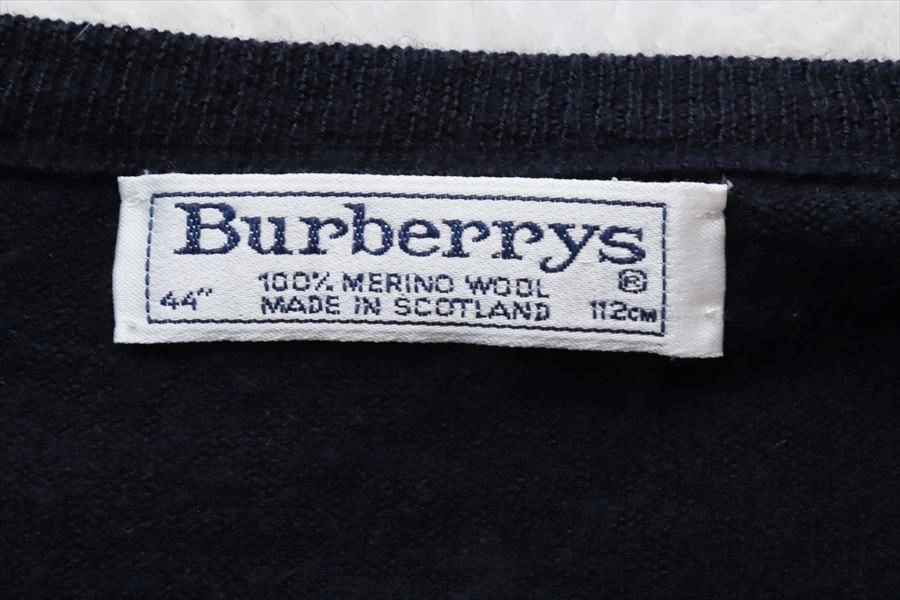 Burberrys
®
100% MERINO WOOL
44" MADE IN SCOTLAND 112CM